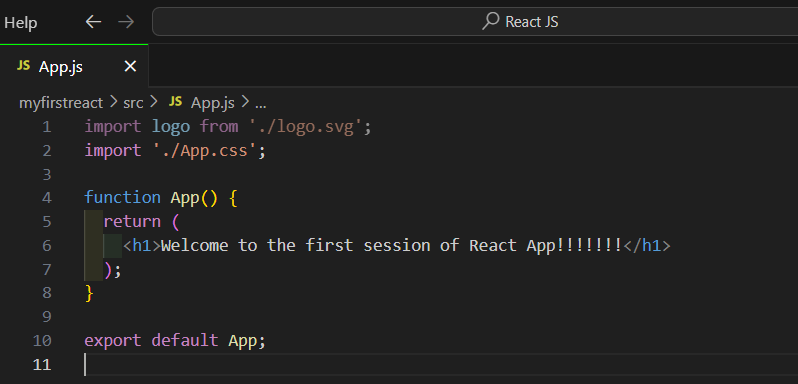 Help ← → React JS
JS App.js ×
myfirstreact > src > JS App.js > ...
1 import logo from './logo.svg';
2 import './App.css';
3
4 function App() {
5   return (
6     <h1>Welcome to the first session of React App!!!!!!!</h1>
7   );
8 }
9
10 export default App;
11